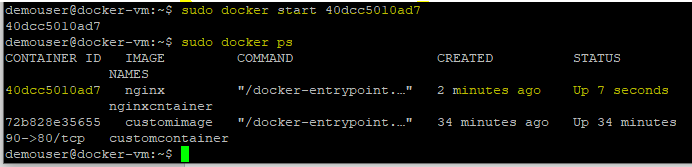 demouser@docker-vm:~$ sudo docker start 40dcc5010ad7
40dcc5010ad7
demouser@docker-vm:~$ sudo docker ps
CONTAINER ID   IMAGE         COMMAND                  CREATED          STATUS
               NAMES
40dcc5010ad7   nginx         "/docker-entrypoint.…"   2 minutes ago    Up 7 seconds
               nginxcntainer
72b828e35655   customimage   "/docker-entrypoint.…"   34 minutes ago   Up 34 minutes
90->80/tcp   customcontainer
demouser@docker-vm:~$